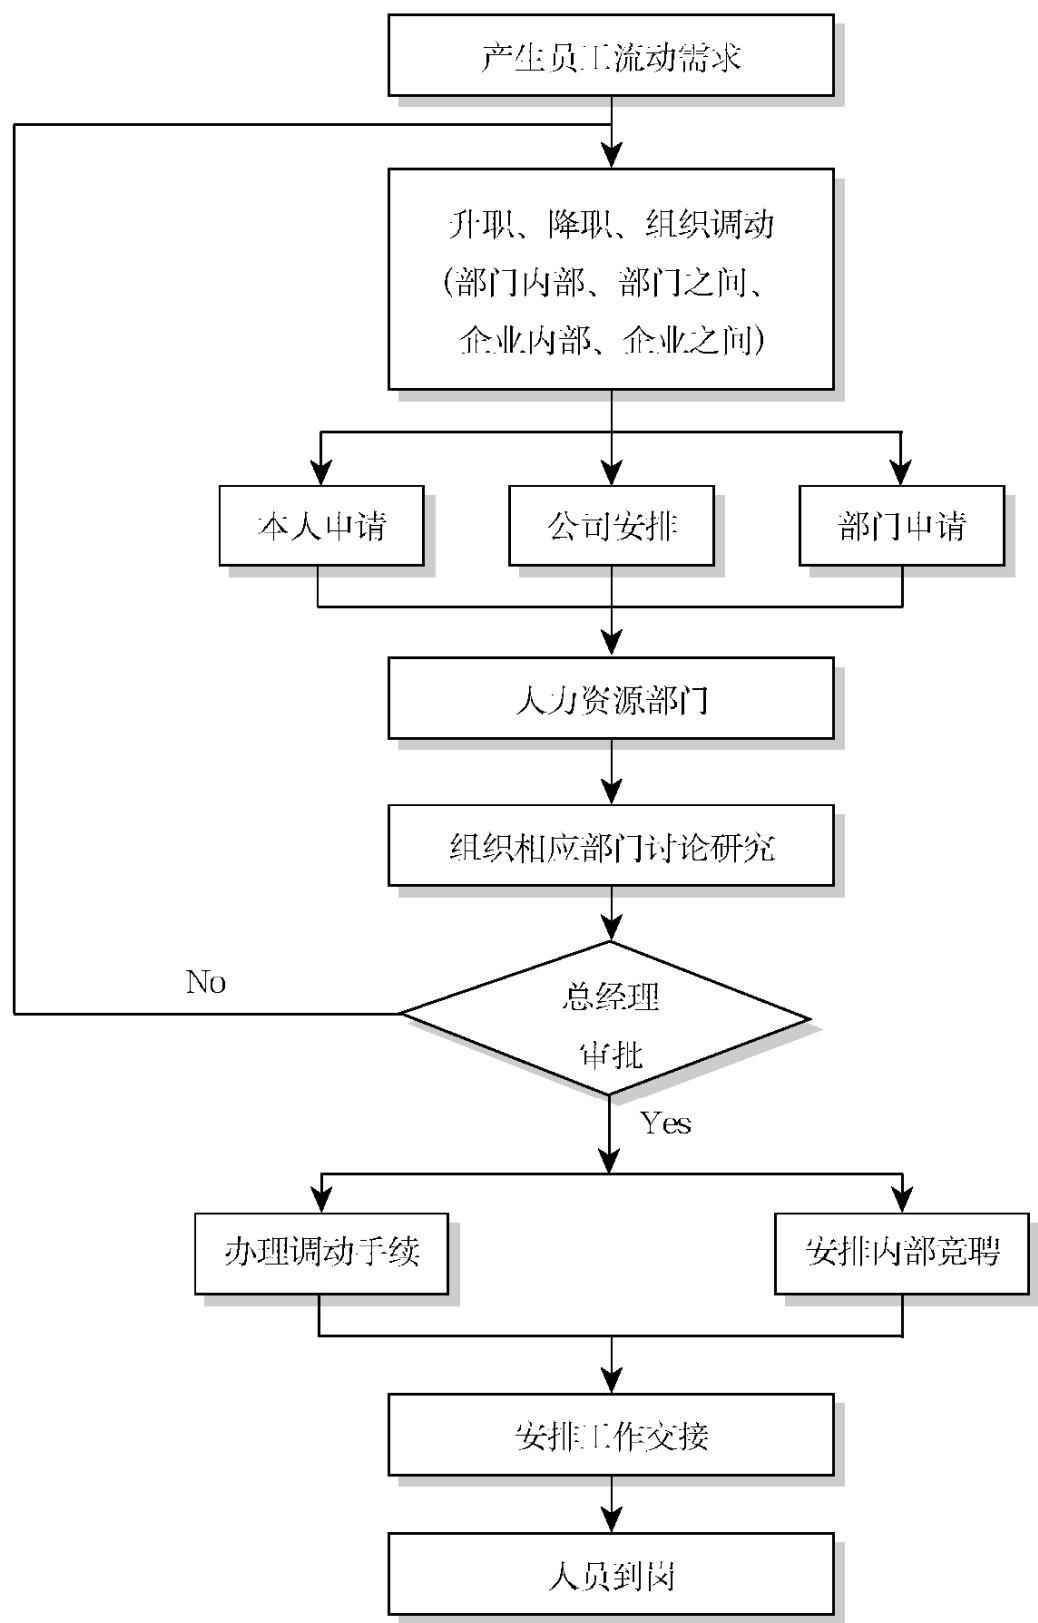 产生员工流动需求
升职、降职、组织调动
(部门内部、部门之间、
企业内部、企业之间)
本人申请
公司安排
部门申请
人力资源部门
组织相应部门讨论研究
No
总经理
审批
Yes
办理调动手续
安排内部竞聘
安排工作交接
人员到岗